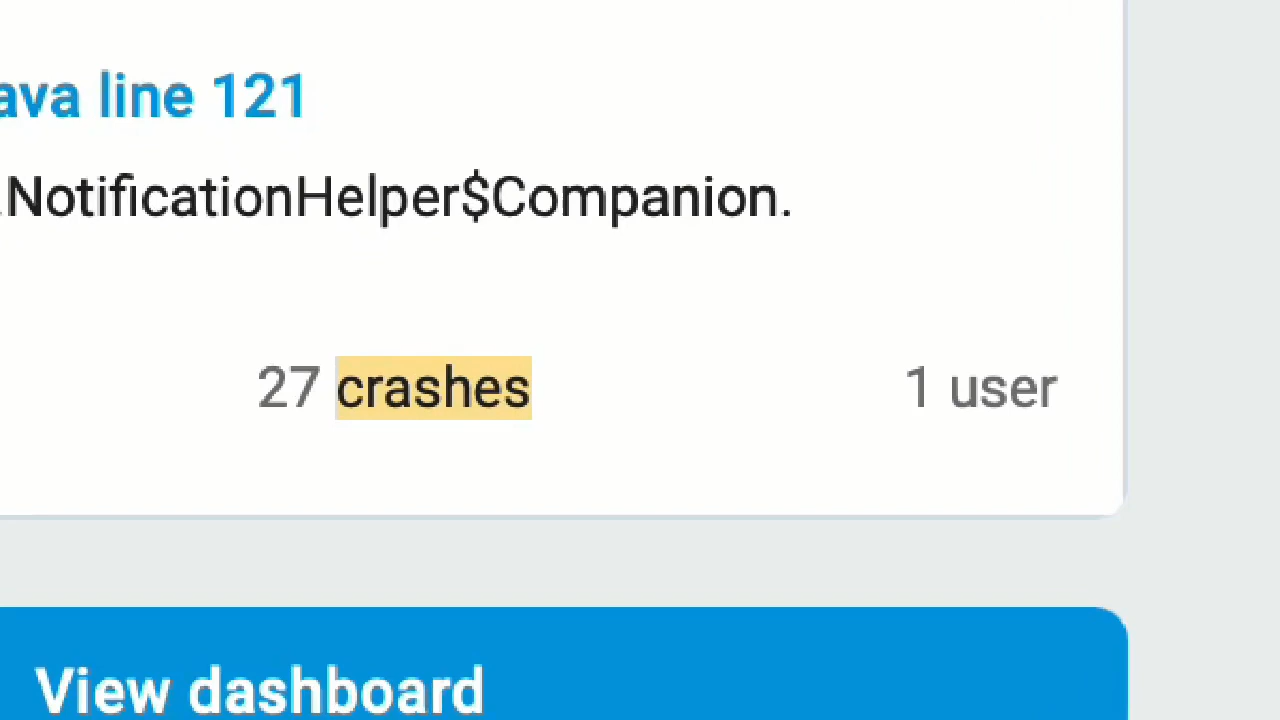 ava line 121
.NotificationHelper$Companion.
27 crashes
1 user
View dashboard